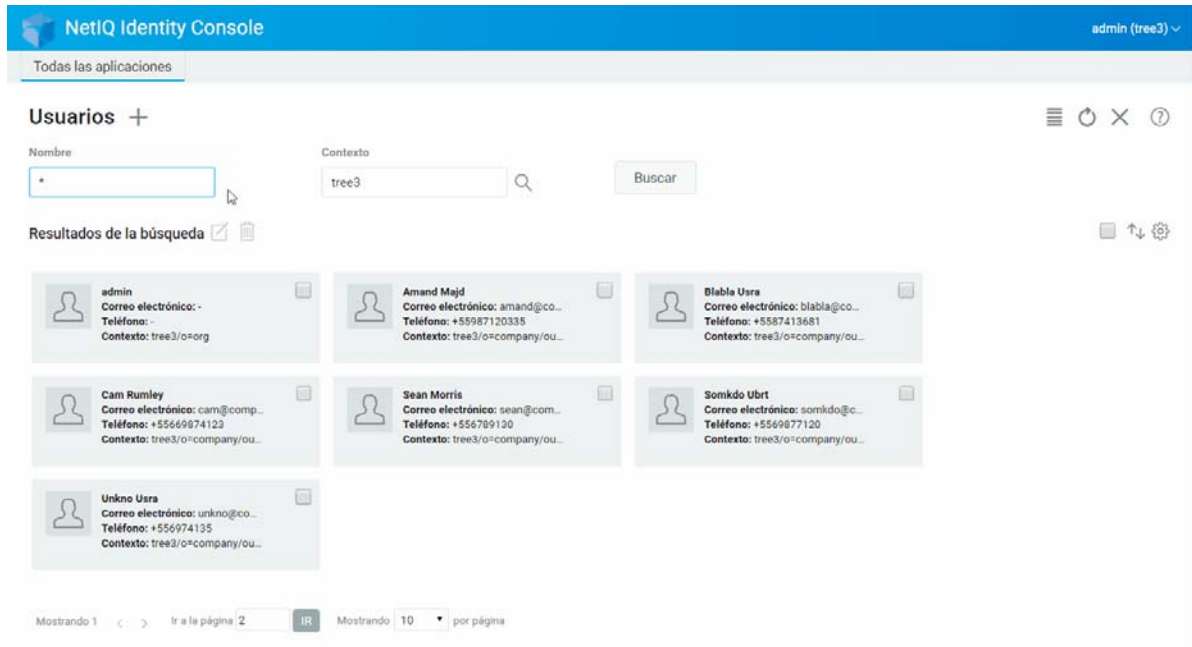 NetIQ Identity Console
admin (tree3)
Todas las aplicaciones
Usuarios
Nombre
Contexto
*
tree3
Buscar
Resultados de la búsqueda
admin
Correo electrónico: -
Teléfono: -
Contexto: tree3/o=org
Amand Majd
Correo electrónico: amand@co...
Teléfono: +55987120335
Contexto: tree3/o=company/ou...
Blabla Usra
Correo electrónico: blabla@co...
Teléfono: +5587413681
Contexto: tree3/o=company/ou...
Cam Rumley
Correo electrónico: cam@comp...
Teléfono: +55669874123
Contexto: tree3/o=company/ou...
Sean Morris
Correo electrónico: sean@com...
Teléfono: +556789130
Contexto: tree3/o=company/ou...
Somkdo Ubrt
Correo electrónico: somkdo@c...
Teléfono: +5569877120
Contexto: tree3/o=company/ou...
Unkno Usra
Correo electrónico: unkno@co...
Teléfono: +556974135
Contexto: tree3/o=company/ou...
Mostrando 1 < > Ir a la página 2 IR Mostrando 10 por página